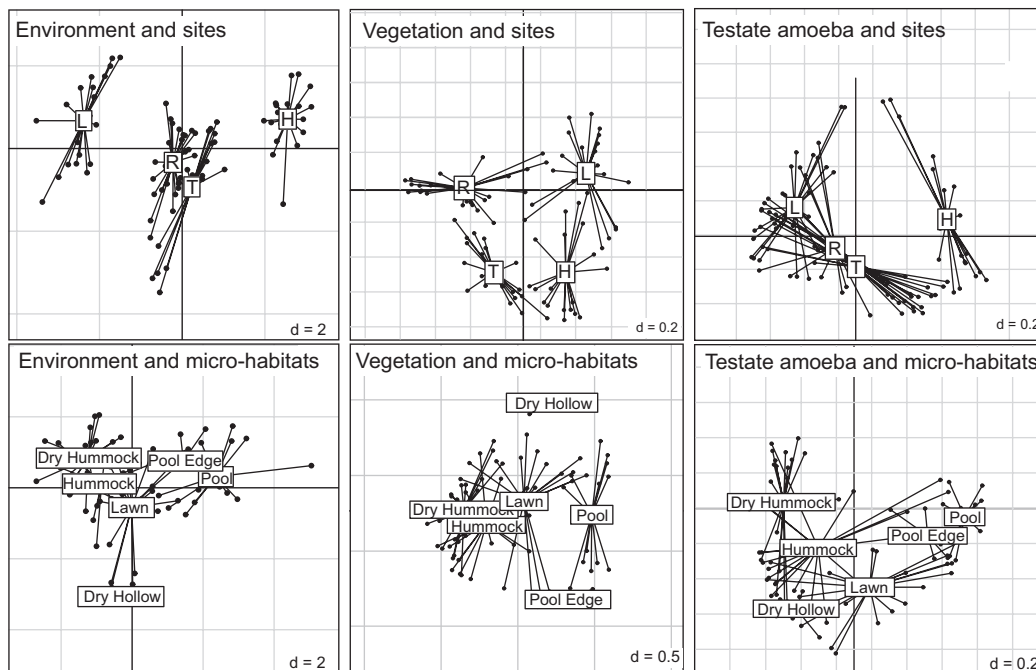 Environment and sites
L
H
R
T
d = 2
Vegetation and sites
L
R
T
H
d = 0.2
Testate amoeba and sites
L
H
R
T
d = 0.2
Environment and micro-habitats
Dry Hummock
Pool Edge
Pool
Hummock
Lawn
Dry Hollow
d = 2
Vegetation and micro-habitats
Dry Hollow
Lawn
Dry Hummock
Pool
Hummock
Pool Edge
d = 0.5
Testate amoeba and micro-habitats
Dry Hummock
Pool
Pool Edge
Hummock
Lawn
Dry Hollow
d = 0.2